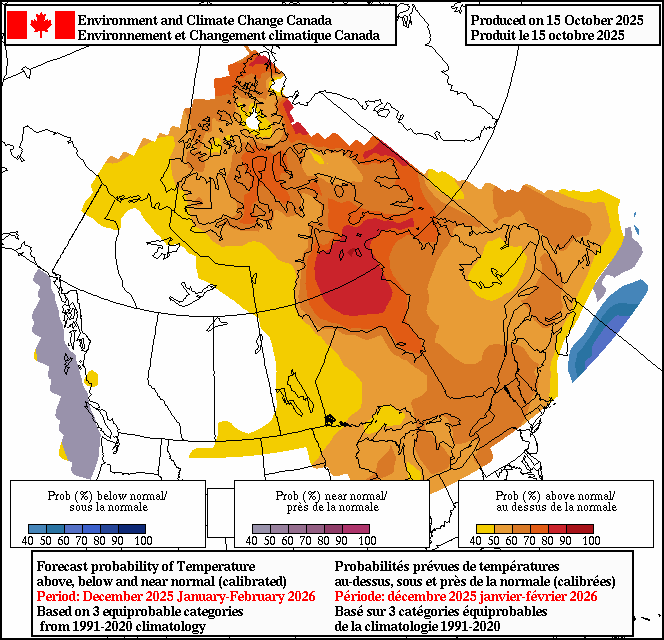 Environment and Climate Change Canada
Environnement et Changement climatique Canada
Produced on 15 October 2025
Produit le 15 octobre 2025
Prob (%) below normal/
sous la normale
40 50 60 70 80 90 100
Prob (%) near normal/
près de la normale
40 50 60 70 80 90 100
Prob (%) above normal/
au dessus de la normale
40 50 60 70 80 90 100
Forecast probability of Temperature
above, below and near normal (calibrated)
Period: December 2025 January-February 2026
Based on 3 equiprobable categories
from 1991-2020 climatology
Probabilités prévues de températures
au-dessus, sous et près de la normale (calibrées)
Période: décembre 2025 janvier-février 2026
Basé sur 3 catégories équiprobables
de la climatologie 1991-2020